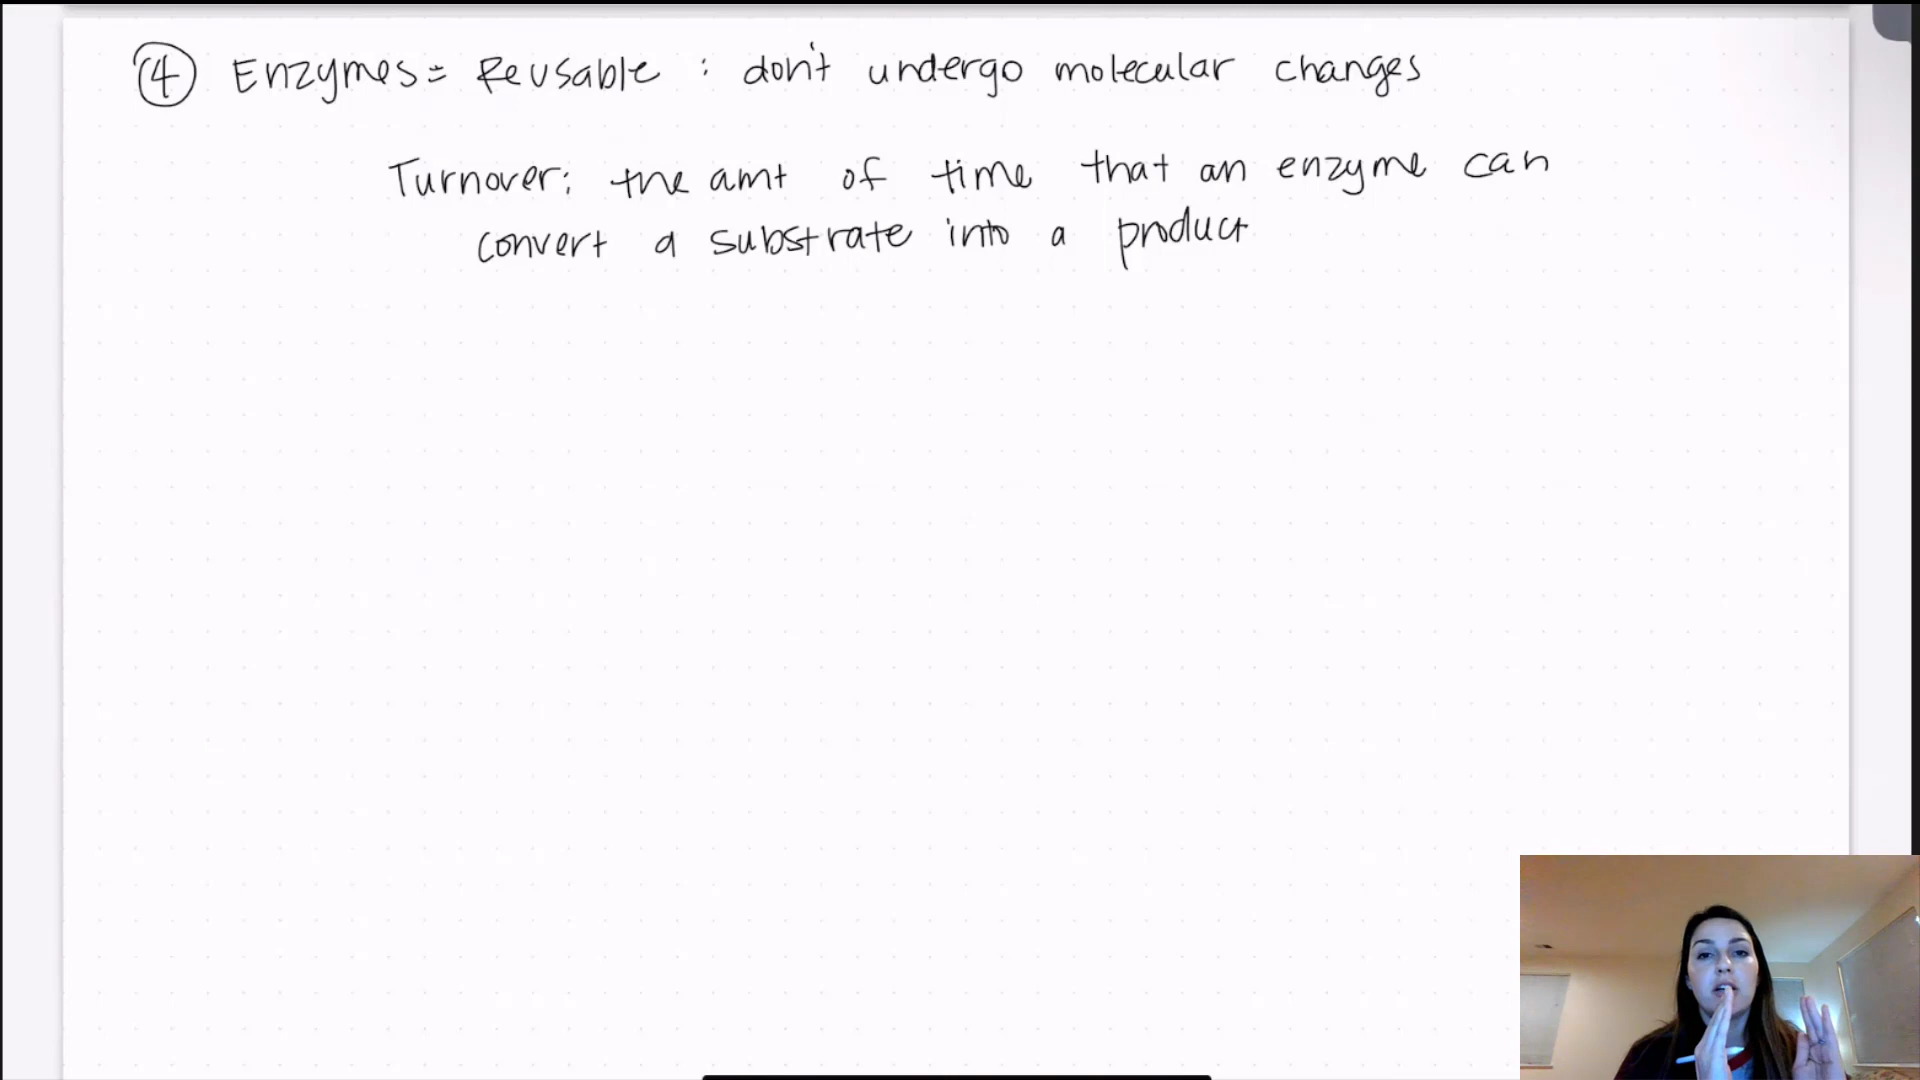 ④ Enzymes = Reusable : don't undergo molecular changes
Turnover: the amt of time that an enzyme can
convert a substrate into a product